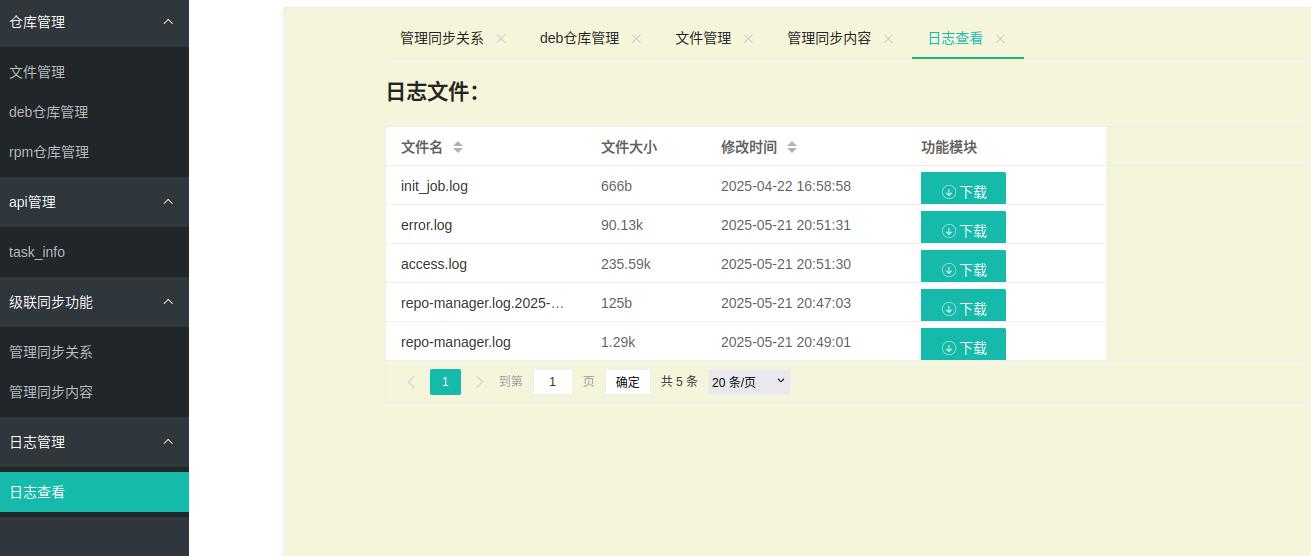 仓库管理
文件管理
deb仓库管理
rpm仓库管理
api管理
task_info
级联同步功能
管理同步关系
管理同步内容
日志管理
日志查看
管理同步关系 deb仓库管理 文件管理 管理同步内容 日志查看
日志文件：
文件名 文件大小 修改时间 功能模块
init_job.log 666b 2025-04-22 16:58:58 下载
error.log 90.13k 2025-05-21 20:51:31 下载
access.log 235.59k 2025-05-21 20:51:30 下载
repo-manager.log.2025-… 125b 2025-05-21 20:47:03 下载
repo-manager.log 1.29k 2025-05-21 20:49:01 下载
1 到第 1 页 确定 共 5 条 20 条/页